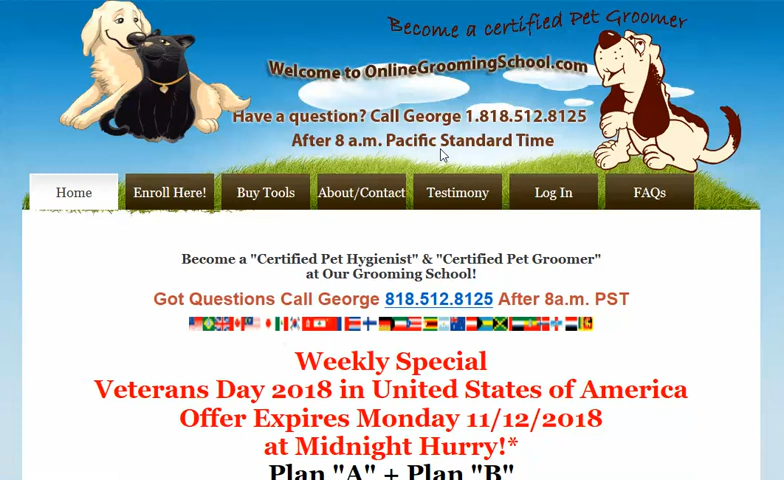 Become a certified Pet Groomer
Welcome to OnlineGroomingSchool.com
Have a question? Call George 1.818.512.8125
After 8 a.m. Pacific Standard Time
Home
Enroll Here!
Buy Tools
About/Contact
Testimony
Log In
FAQs
Become a "Certified Pet Hygienist" & "Certified Pet Groomer"
at Our Grooming School!
Got Questions Call George 818.512.8125 After 8a.m. PST
Weekly Special
Veterans Day 2018 in United States of America
Offer Expires Monday 11/12/2018
at Midnight Hurry!*
Plan "A" + Plan "B"